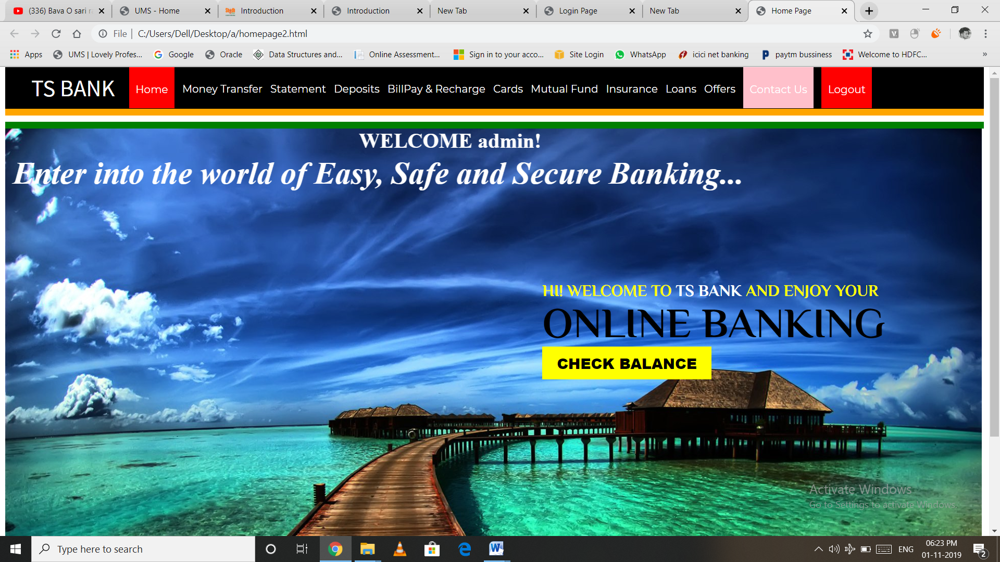 (336) Bava O sari r
UMS - Home
Introduction
Introduction
New Tab
Login Page
New Tab
Home Page
File | C:/Users/Dell/Desktop/a/homepage2.html
Apps
UMS | Lovely Profes...
Google
Oracle
Data Structures and...
Online Assessment...
Sign in to your acco...
Site Login
WhatsApp
icici net banking
paytm bussiness
Welcome to HDFC...
»
TS BANK Home Money Transfer Statement Deposits BillPay & Recharge Cards Mutual Fund Insurance Loans Offers Contact Us Logout
WELCOME admin!
Enter into the world of Easy, Safe and Secure Banking...
HI! WELCOME TO TS BANK AND ENJOY YOUR
ONLINE BANKING
CHECK BALANCE
Activate Windows
Go to Settings to activate Windows.
Type here to search
ENG
06:23 PM
01-11-2019
2